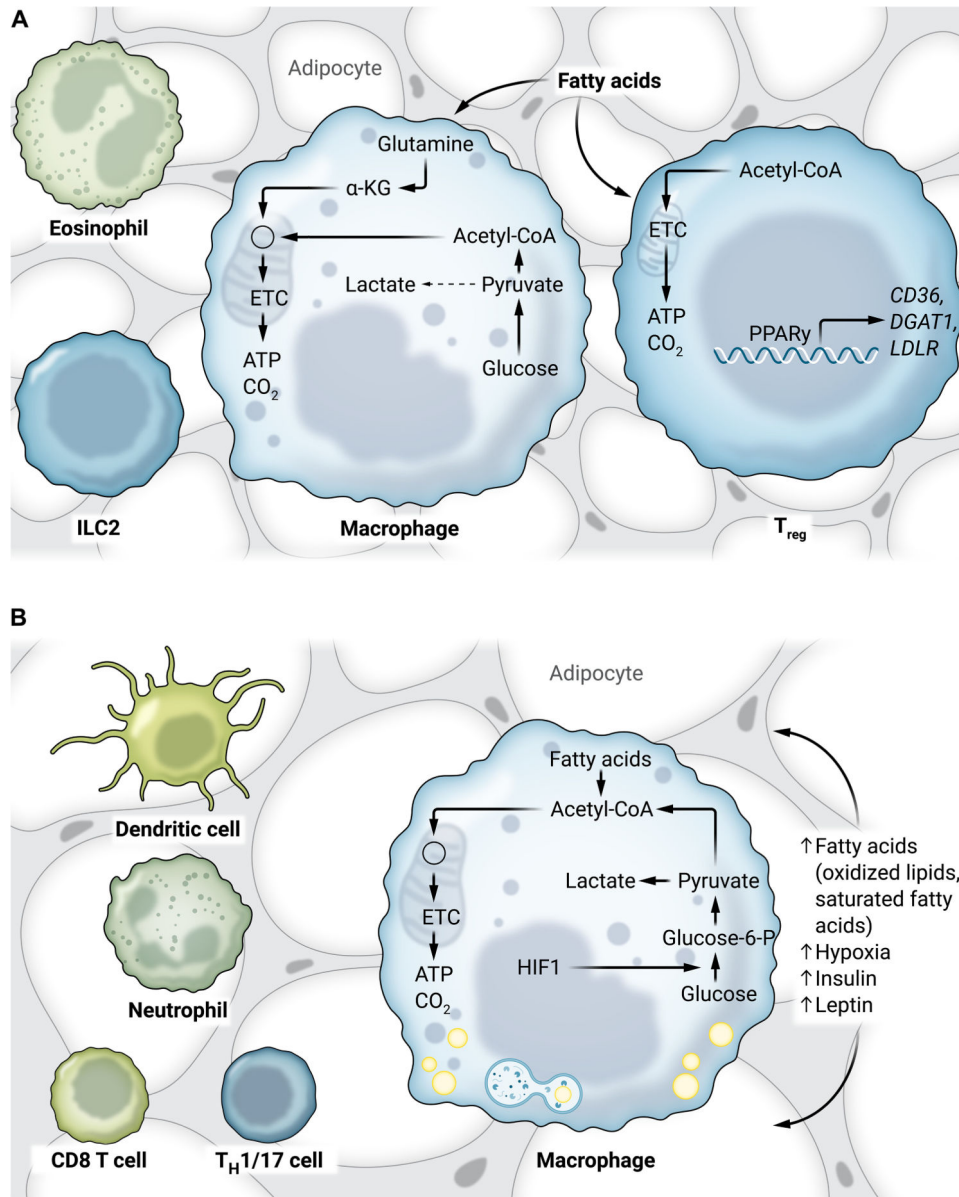 A
Adipocyte
Fatty acids
Eosinophil
ILC2
Glutamine
α-KG
Acetyl-CoA
Lactate
Pyruvate
ETC
ATP
CO₂
Glucose
Macrophage
Acetyl-CoA
ETC
ATP
CO₂
PPARγ
CD36,
DGAT1,
LDLR
T_reg
B
Adipocyte
Dendritic cell
Neutrophil
CD8 T cell
T_H1/17 cell
Fatty acids
Acetyl-CoA
Lactate
Pyruvate
ETC
Glucose-6-P
HIF1
ATP
CO₂
Glucose
Macrophage
↑Fatty acids
(oxidized lipids,
saturated fatty
acids)
↑Hypoxia
↑Insulin
↑Leptin